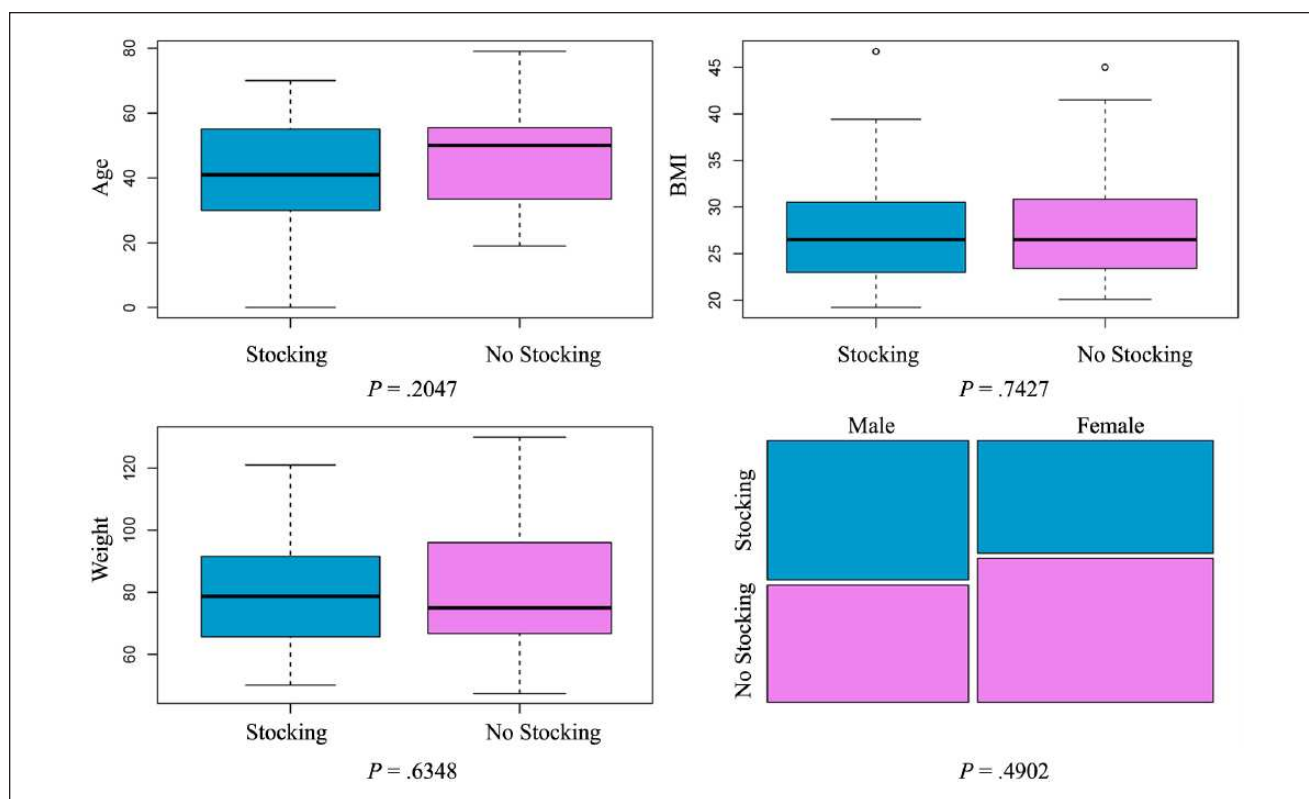 Age
80
60
40
20
0
Stocking
No Stocking
P = .2047
BMI
45
40
35
30
25
20
Stocking
No Stocking
P = .7427
Weight
120
100
80
60
Stocking
No Stocking
P = .6348
Male
Female
Stocking
No Stocking
P = .4902